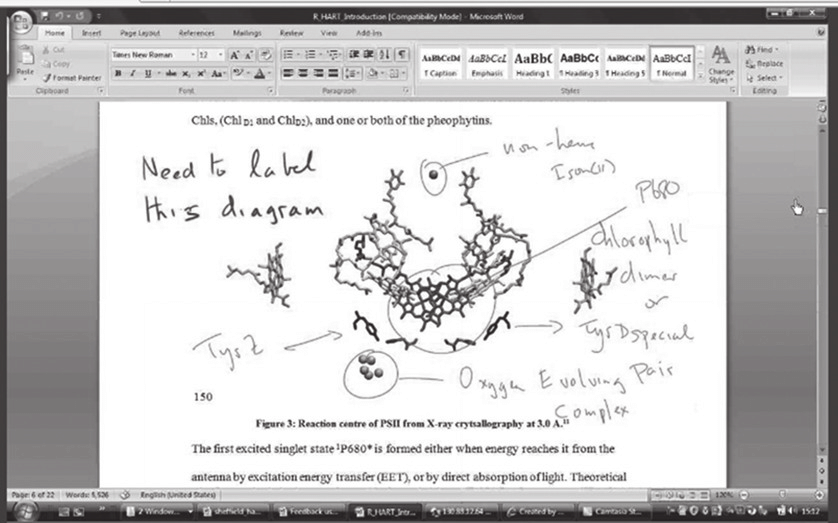 R_HART_Introduction [Compatibility Mode] - Microsoft Word
Home Insert Page Layout References Mailings Review View Add-Ins
Cut
Copy
Paste
Format Painter
Times New Roman 12
AaBbCcDd AaBbCcI AaBbC AaBbCc AaBbCcDd AaBbCcI
¶ Caption Emphasis Heading 1 ¶ Heading 3 ¶ Heading 5 ¶ Normal
Change Styles
Find
Replace
Select
Clipboard Font Paragraph Styles Editing
Chls, (Chl D1 and Chl D2), and one or both of the pheophytins.
Need to label
this diagram
non-heme
Iron(II)
P680
chlorophyll
dimer
or
special
Pair
Tys Z
Tys D
Oxygen Evolving
Complex
150
Figure 3: Reaction centre of PSII from X-ray crytsallography at 3.0 A.¹¹
The first excited singlet state ¹P680* is formed either when energy reaches it from the
antenna by excitation energy transfer (EET), or by direct absorption of light. Theoretical
Page: 6 of 22 Words: 5,526 English (United States) 120%
2 Window... sheffield_ha... Feedback us... R_HART_Intr... Created by ... Camtasia St... 15:12